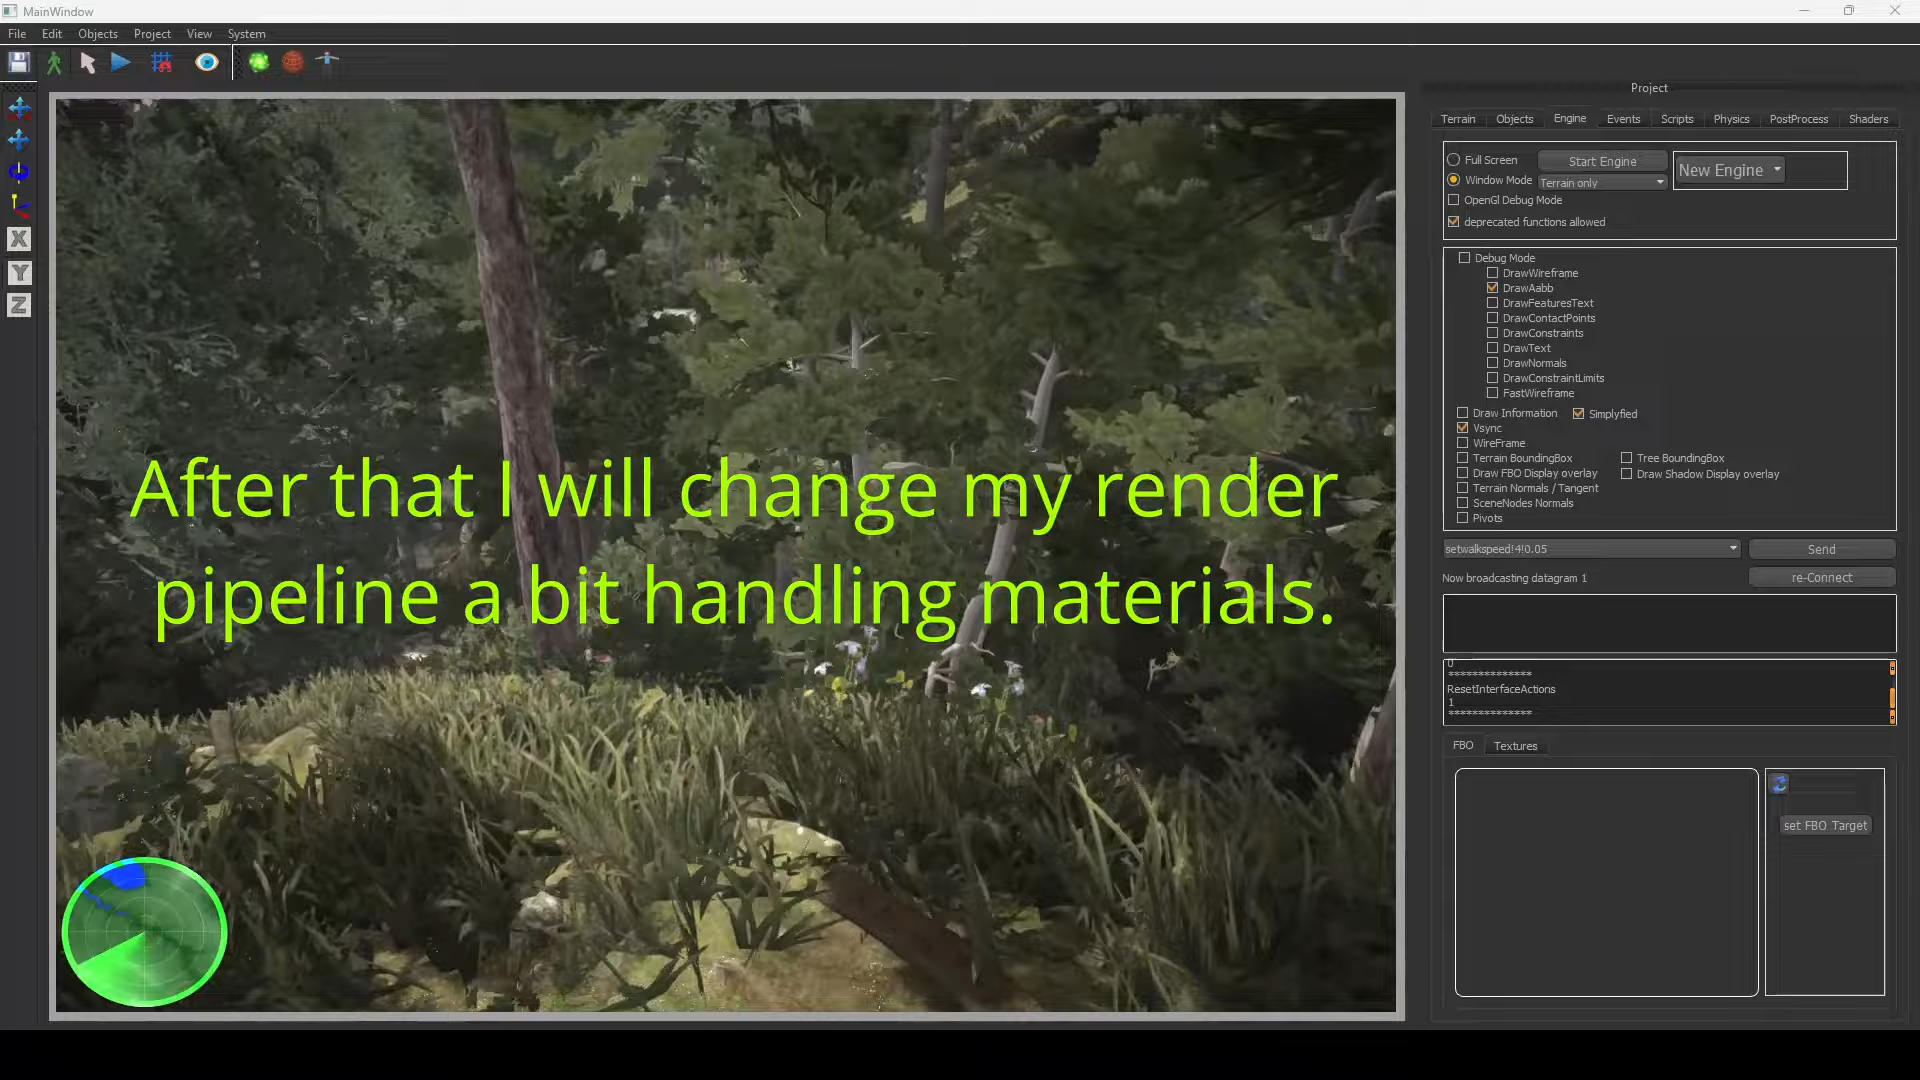 MainWindow
File Edit Objects Project View System
Project
Terrain Objects Engine Events Scripts Physics PostProcess Shaders
Full Screen Start Engine New Engine
Window Mode Terrain only
OpenGl Debug Mode
deprecated functions allowed
Debug Mode
DrawWireframe
DrawAabb
DrawFeaturesText
DrawContactPoints
DrawConstraints
DrawText
DrawNormals
DrawConstraintLimits
FastWireframe
Draw Information Simplyfied
Vsync
WireFrame
Terrain BoundingBox Tree BoundingBox
Draw FBO Display overlay Draw Shadow Display overlay
Terrain Normals / Tangent
SceneNodes Normals
Pivots
setwalkspeed!4!0.05 Send
Now broadcasting datagram 1 re-Connect
0
**************
ResetInterfaceActions
1
**************
FBO Textures
set FBO Target
X
Y
Z
After that I will change my render
pipeline a bit handling materials.